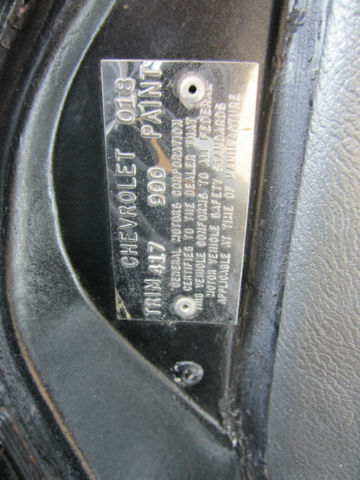 CHEVROLET 018
TRIM 417 900 PAINT
GENERAL MOTORS CORPORATION
CERTIFIES TO THE DEALER THAT
THIS VEHICLE CONFORMS TO ALL FEDERAL
MOTOR VEHICLE SAFETY STANDARDS
APPLICABLE AT TIME OF MANUFACTURE